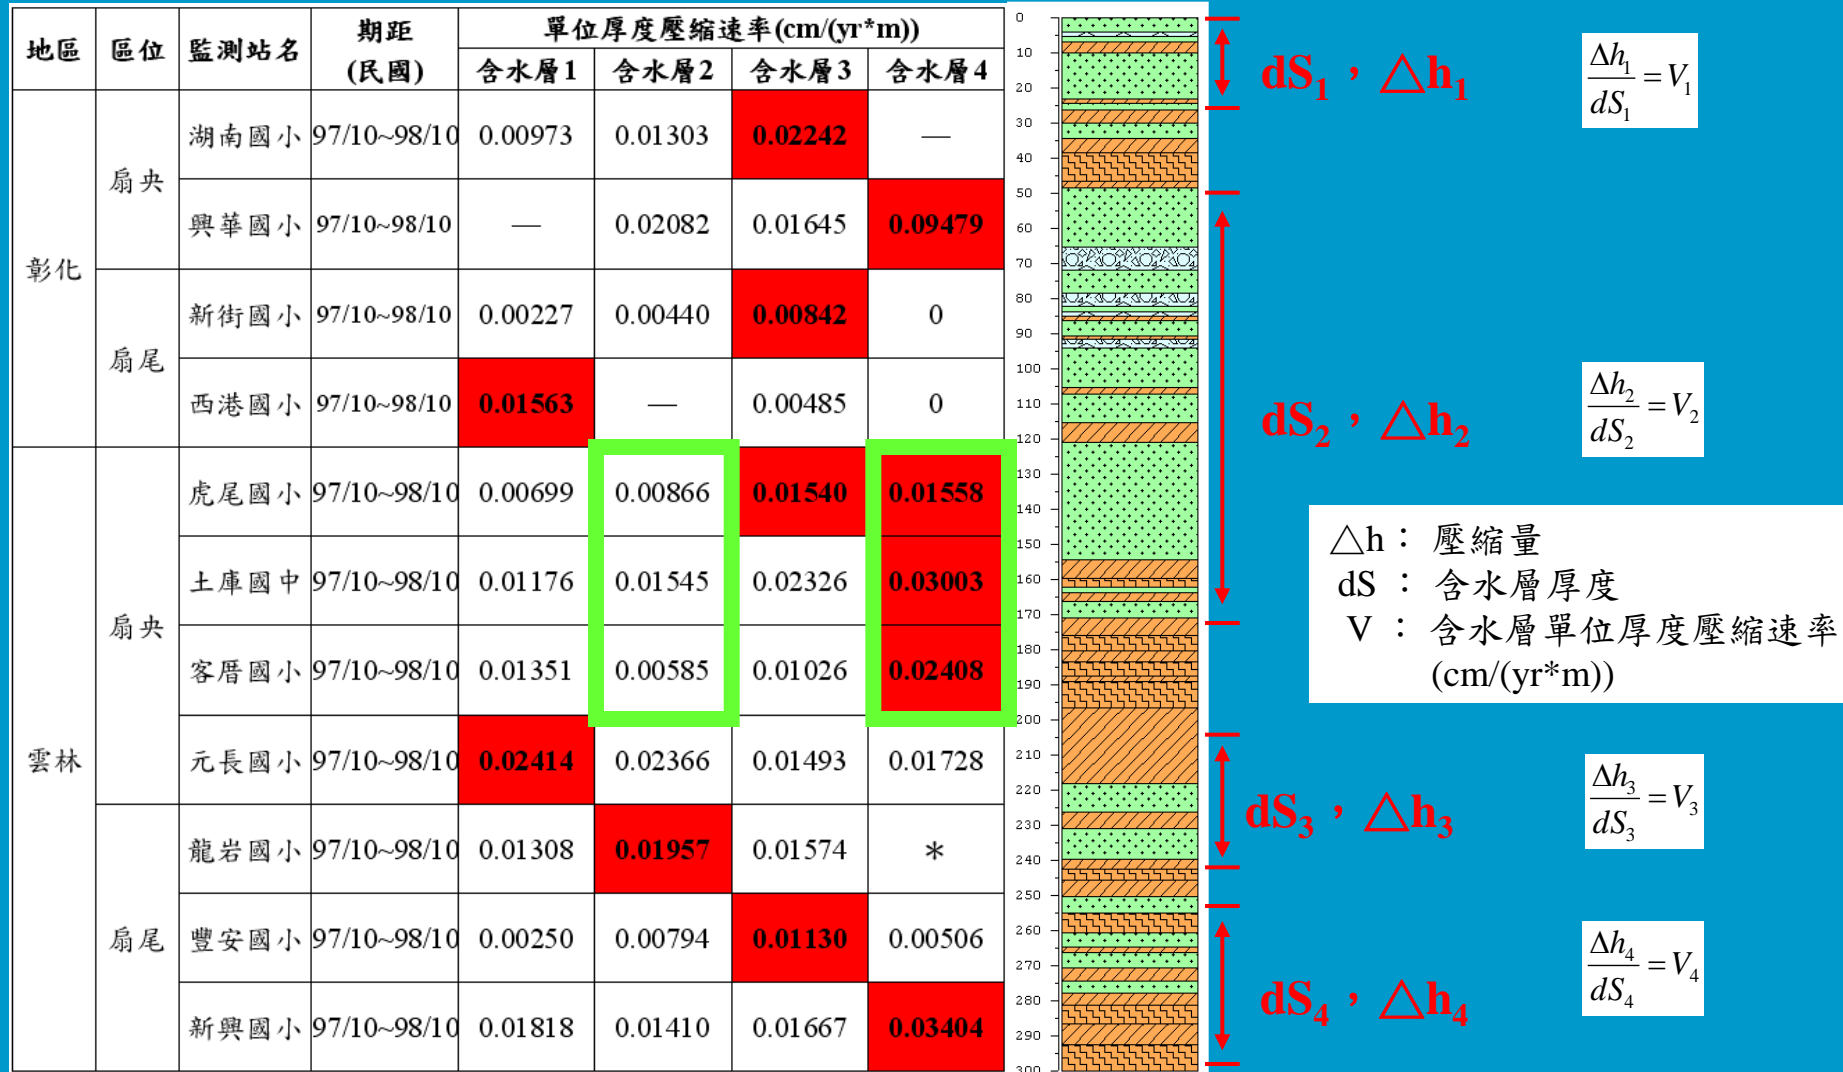 地區 區位 監測站名 期距 (民國) 單位厚度壓縮速率(cm/(yr*m))
含水層1 含水層2 含水層3 含水層4
彰化 扇央 湖南國小 97/10~98/10 0.00973 0.01303 0.02242 —
興華國小 97/10~98/10 — 0.02082 0.01645 0.09479
扇尾 新街國小 97/10~98/10 0.00227 0.00440 0.00842 0
西港國小 97/10~98/10 0.01563 — 0.00485 0
雲林 扇央 虎尾國小 97/10~98/10 0.00699 0.00866 0.01540 0.01558
土庫國中 97/10~98/10 0.01176 0.01545 0.02326 0.03003
客厝國小 97/10~98/10 0.01351 0.00585 0.01026 0.02408
元長國小 97/10~98/10 0.02414 0.02366 0.01493 0.01728
扇尾 龍岩國小 97/10~98/10 0.01308 0.01957 0.01574 *
豐安國小 97/10~98/10 0.00250 0.00794 0.01130 0.00506
新興國小 97/10~98/10 0.01818 0.01410 0.01667 0.03404
0
10
20
30
40
50
60
70
80
90
100
110
120
130
140
150
160
170
180
190
200
210
220
230
240
250
260
270
280
290
300
dS₁，△h₁
Δh₁/dS₁ = V₁
dS₂，△h₂
Δh₂/dS₂ = V₂
△h： 壓縮量
dS ： 含水層厚度
V ： 含水層單位厚度壓縮速率
(cm/(yr*m))
dS₃，△h₃
Δh₃/dS₃ = V₃
dS₄，△h₄
Δh₄/dS₄ = V₄